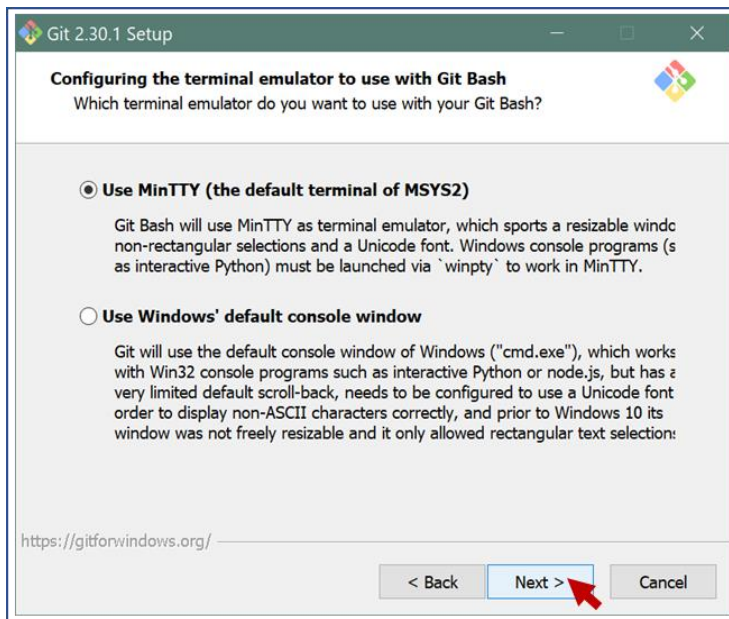 Git 2.30.1 Setup
Configuring the terminal emulator to use with Git Bash
Which terminal emulator do you want to use with your Git Bash?
Use MinTTY (the default terminal of MSYS2)
Git Bash will use MinTTY as terminal emulator, which sports a resizable
non-rectangular selections and a Unicode font. Windows console programs
as interactive Python) must be launched via `winpty` to work in MinTTY.
Use Windows' default console window
Git will use the default console window of Windows ("cmd.exe"), which works
with Win32 console programs such as interactive Python or node.js, but has a
very limited default scroll-back, needs to be configured to use a Unicode font
order to display non-ASCII characters correctly, and prior to Windows 10 its
window was not freely resizable and it only allowed rectangular text
https://gitforwindows.org/
< Back
Next >
Cancel